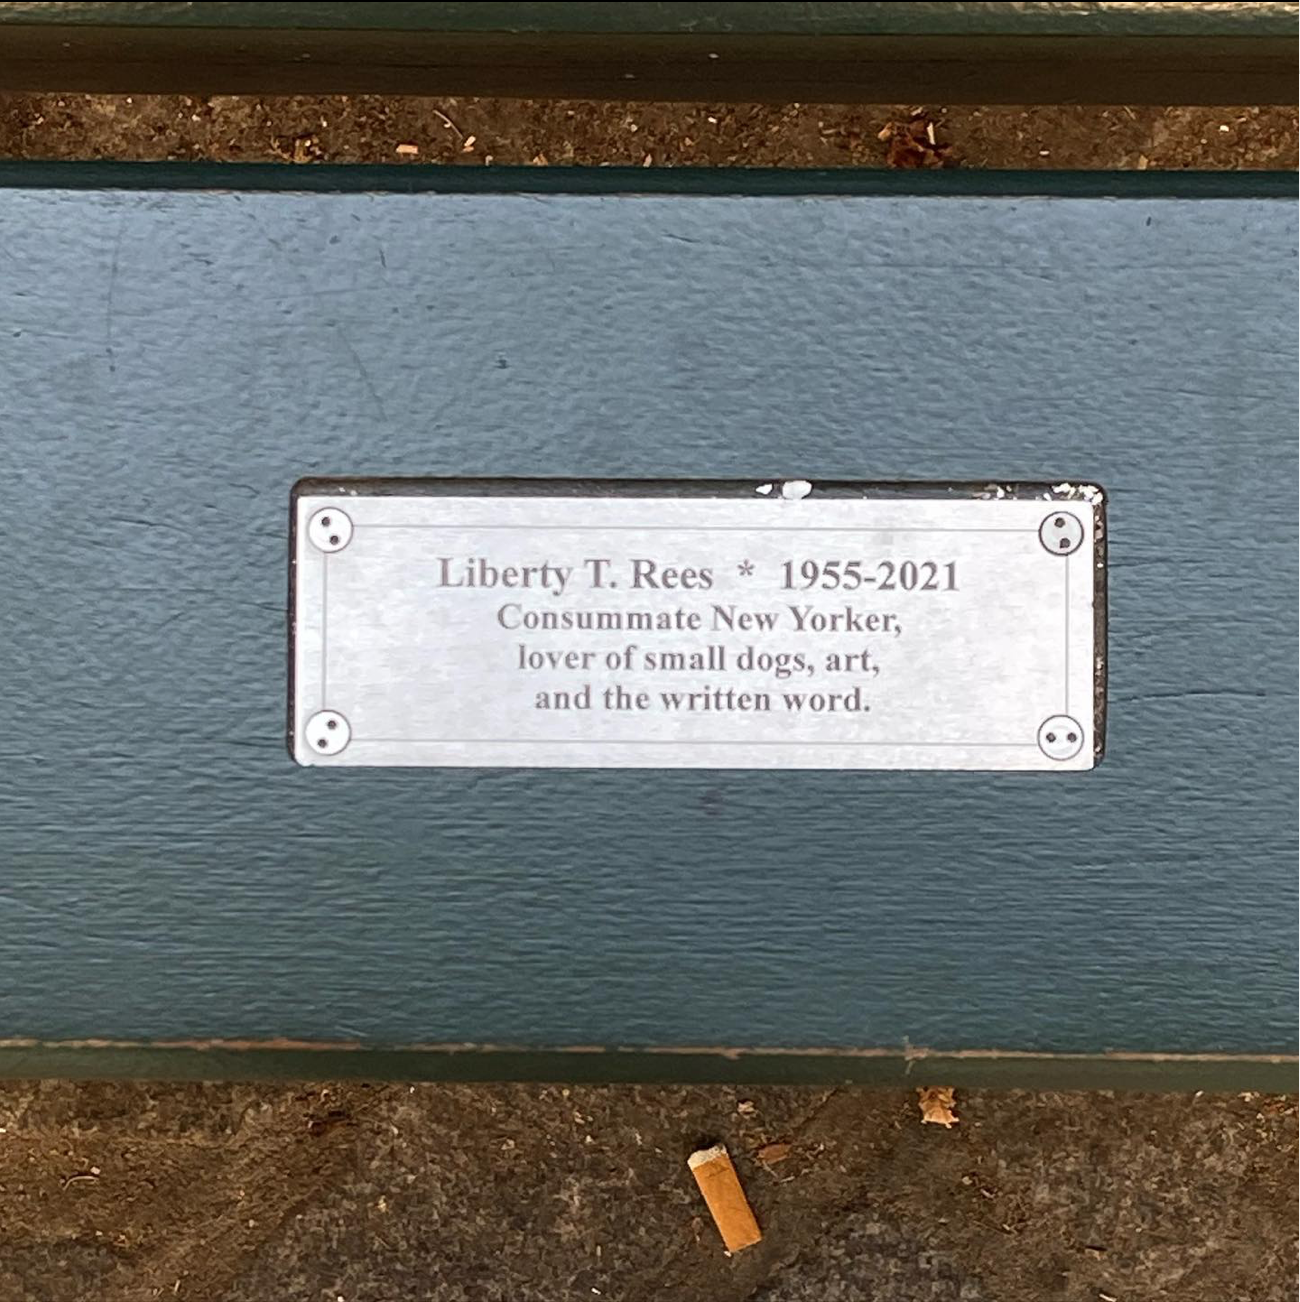 Liberty T. Rees * 1955-2021
Consummate New Yorker,
lover of small dogs, art,
and the written word.